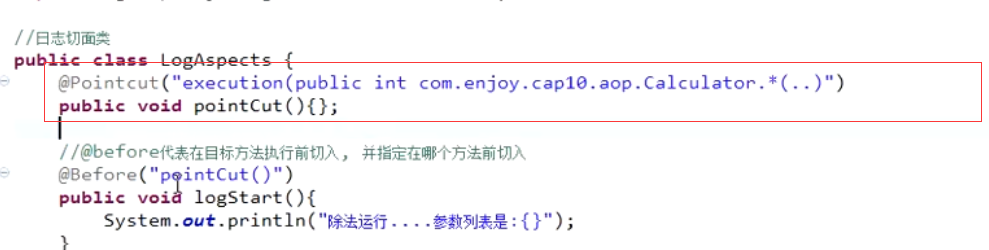 //日志切面类
public class LogAspects {
@Pointcut("execution(public int com.enjoy.cap10.aop.Calculator.*(..)")
public void pointCut(){};
//@before代表在目标方法执行前切入, 并指定在哪个方法前切入
@Before("pointCut()")
public void logStart(){
System.out.println("除法运行....参数列表是:{}");
}